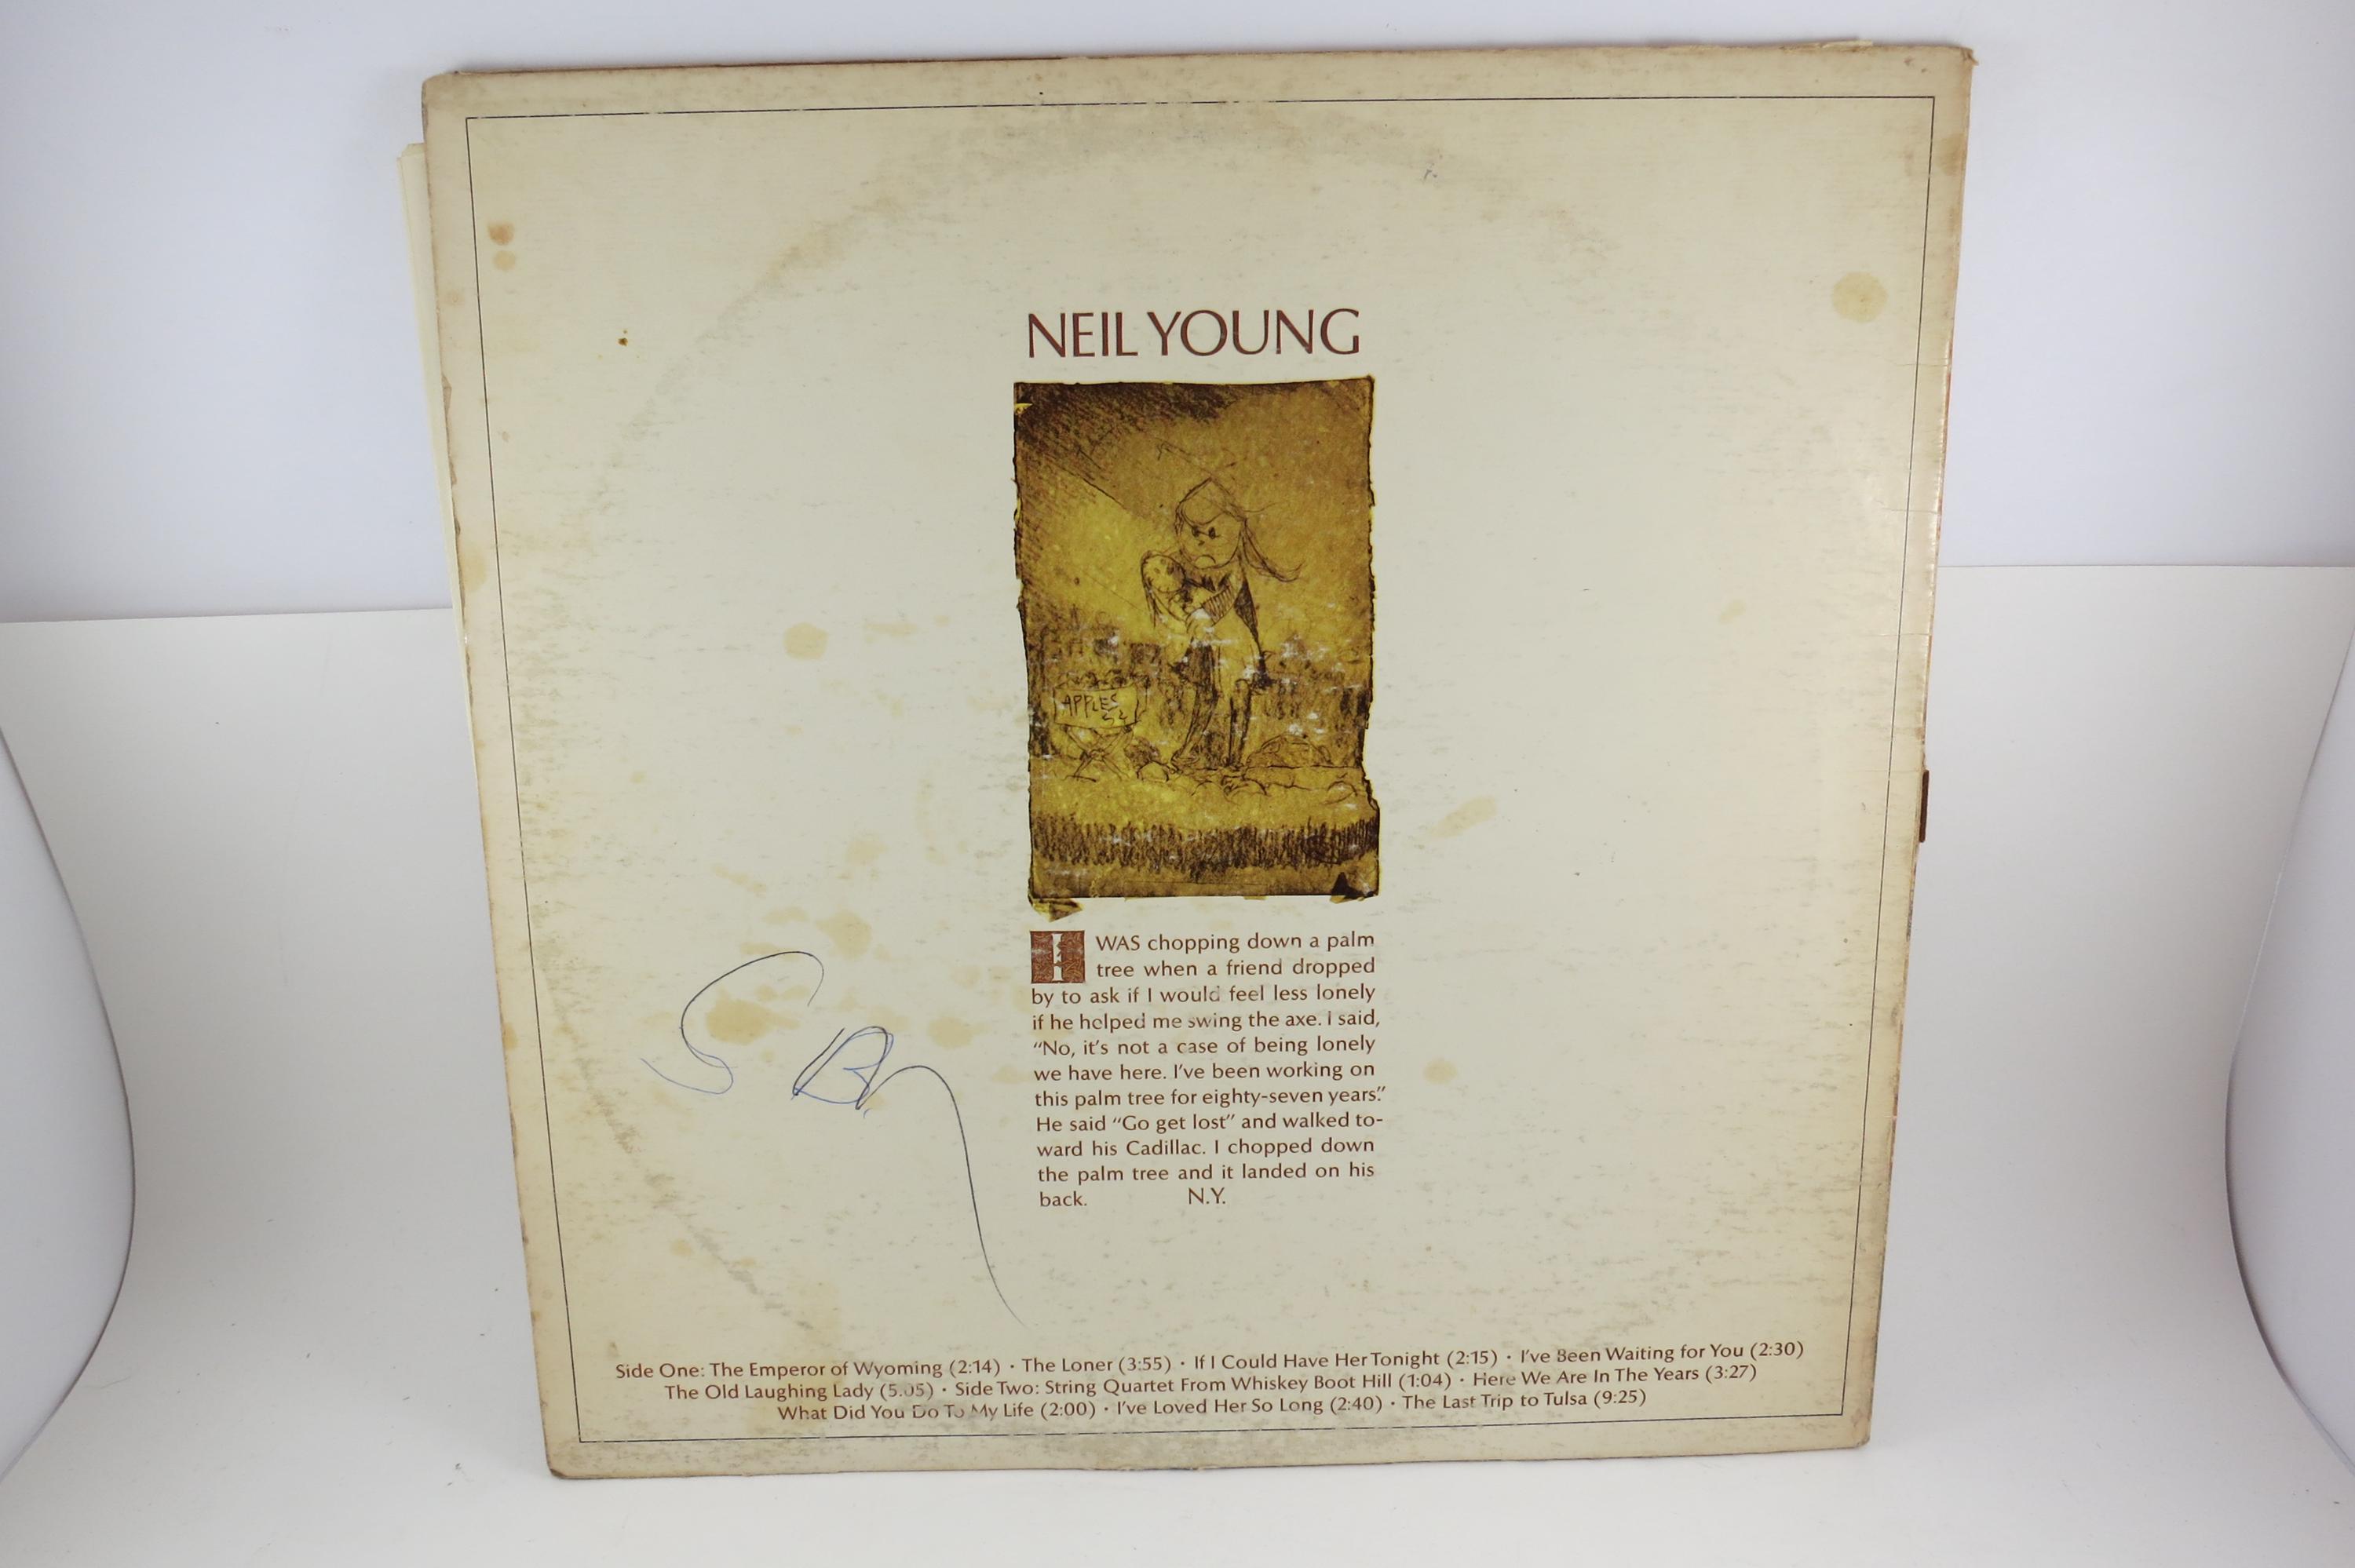 NEIL YOUNG
APPLES
5¢
I WAS chopping down a palm
tree when a friend dropped
by to ask if I would feel less lonely
if he helped me swing the axe. I said,
“No, it's not a case of being lonely
we have here. I've been working on
this palm tree for eighty-seven years.”
He said “Go get lost” and walked to-
ward his Cadillac. I chopped down
the palm tree and it landed on his
back. N.Y.
Side One: The Emperor of Wyoming (2:14) · The Loner (3:55) · If I Could Have Her Tonight (2:15) · I've Been Waiting for You (2:30)
The Old Laughing Lady (5:05) · Side Two: String Quartet From Whiskey Boot Hill (1:04) · Here We Are In The Years (3:27)
What Did You Do To My Life (2:00) · I've Loved Her So Long (2:40) · The Last Trip to Tulsa (9:25)